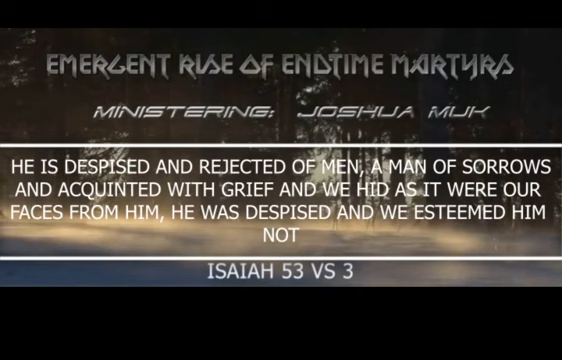 EMERGENT RISE OF ENDTIME MARTYRS
MINISTERING: JOSHUA MUK
HE IS DESPISED AND REJECTED OF MEN, A MAN OF SORROWS
AND ACQUINTED WITH GRIEF AND WE HID AS IT WERE OUR
FACES FROM HIM, HE WAS DESPISED AND WE ESTEEMED HIM
NOT
ISAIAH 53 VS 3